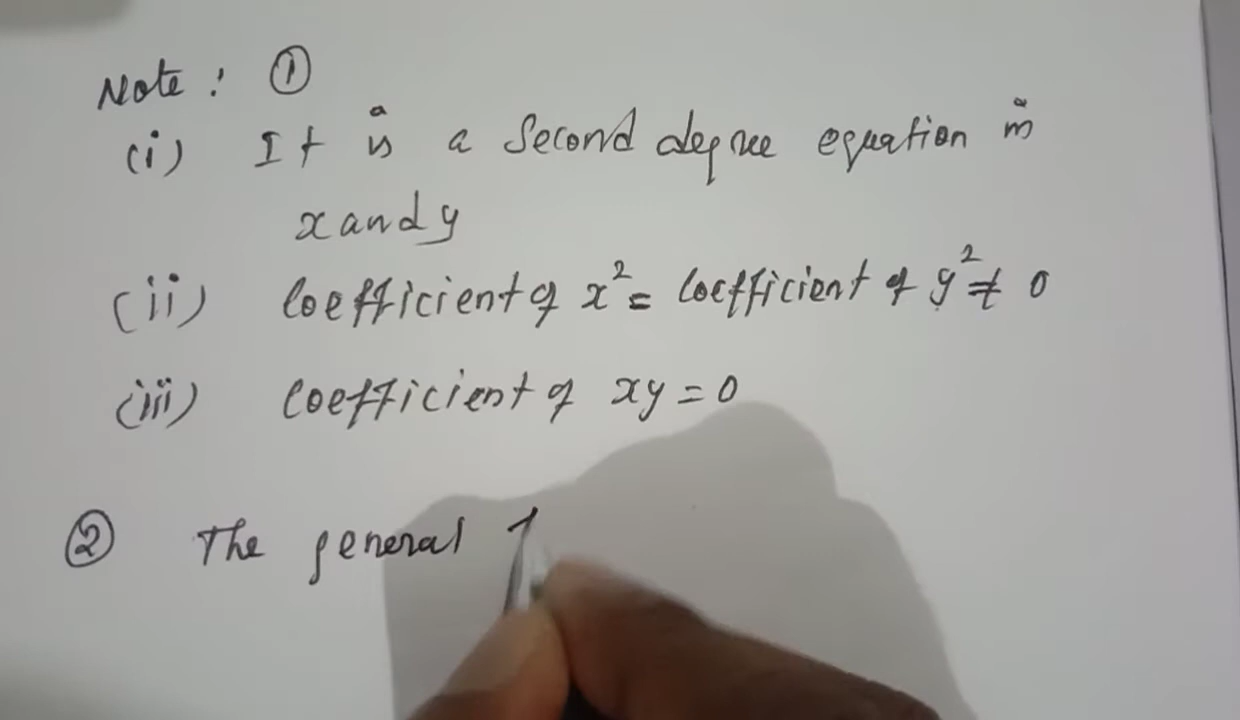 Note : ①
(i) It is a Second degree equation in
x and y
(ii) Coefficient of x² = Coefficient of y² ≠ 0
(iii) Coefficient of xy = 0
② The general